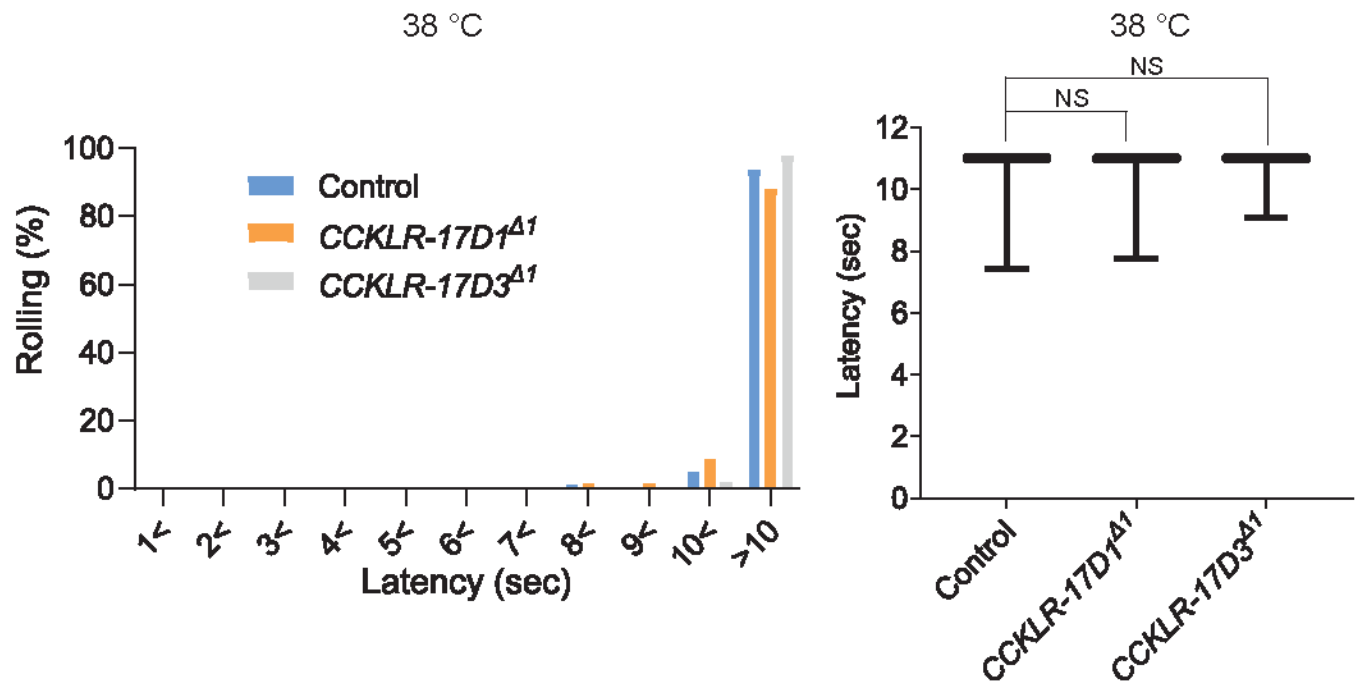 38 °C
Rolling (%)
100
80
60
40
20
0
Control
CCKLR-17D1Δ1
CCKLR-17D3Δ1
1<
2<
3<
4<
5<
6<
7<
8<
9<
10<
>10
Latency (sec)
38 °C
NS
NS
Latency (sec)
12
10
8
6
4
2
0
Control
CCKLR-17D1Δ1
CCKLR-17D3Δ1